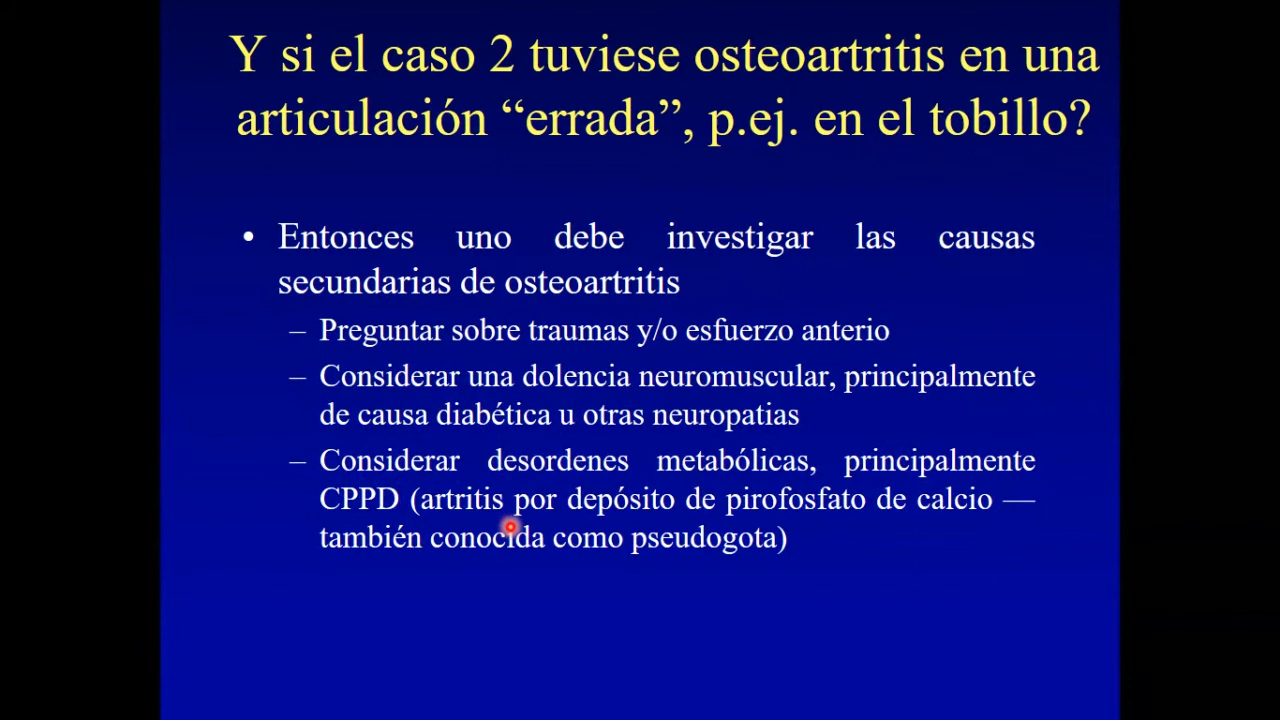 Y si el caso 2 tuviese osteoartritis en una
articulación “errada”, p.ej. en el tobillo?
• Entonces uno debe investigar las causas
secundarias de osteoartritis
– Preguntar sobre traumas y/o esfuerzo anterio
– Considerar una dolencia neuromuscular, principalmente
de causa diabética u otras neuropatias
– Considerar desordenes metabólicas, principalmente
CPPD (artritis por depósito de pirofosfato de calcio —
también conocida como pseudogota)